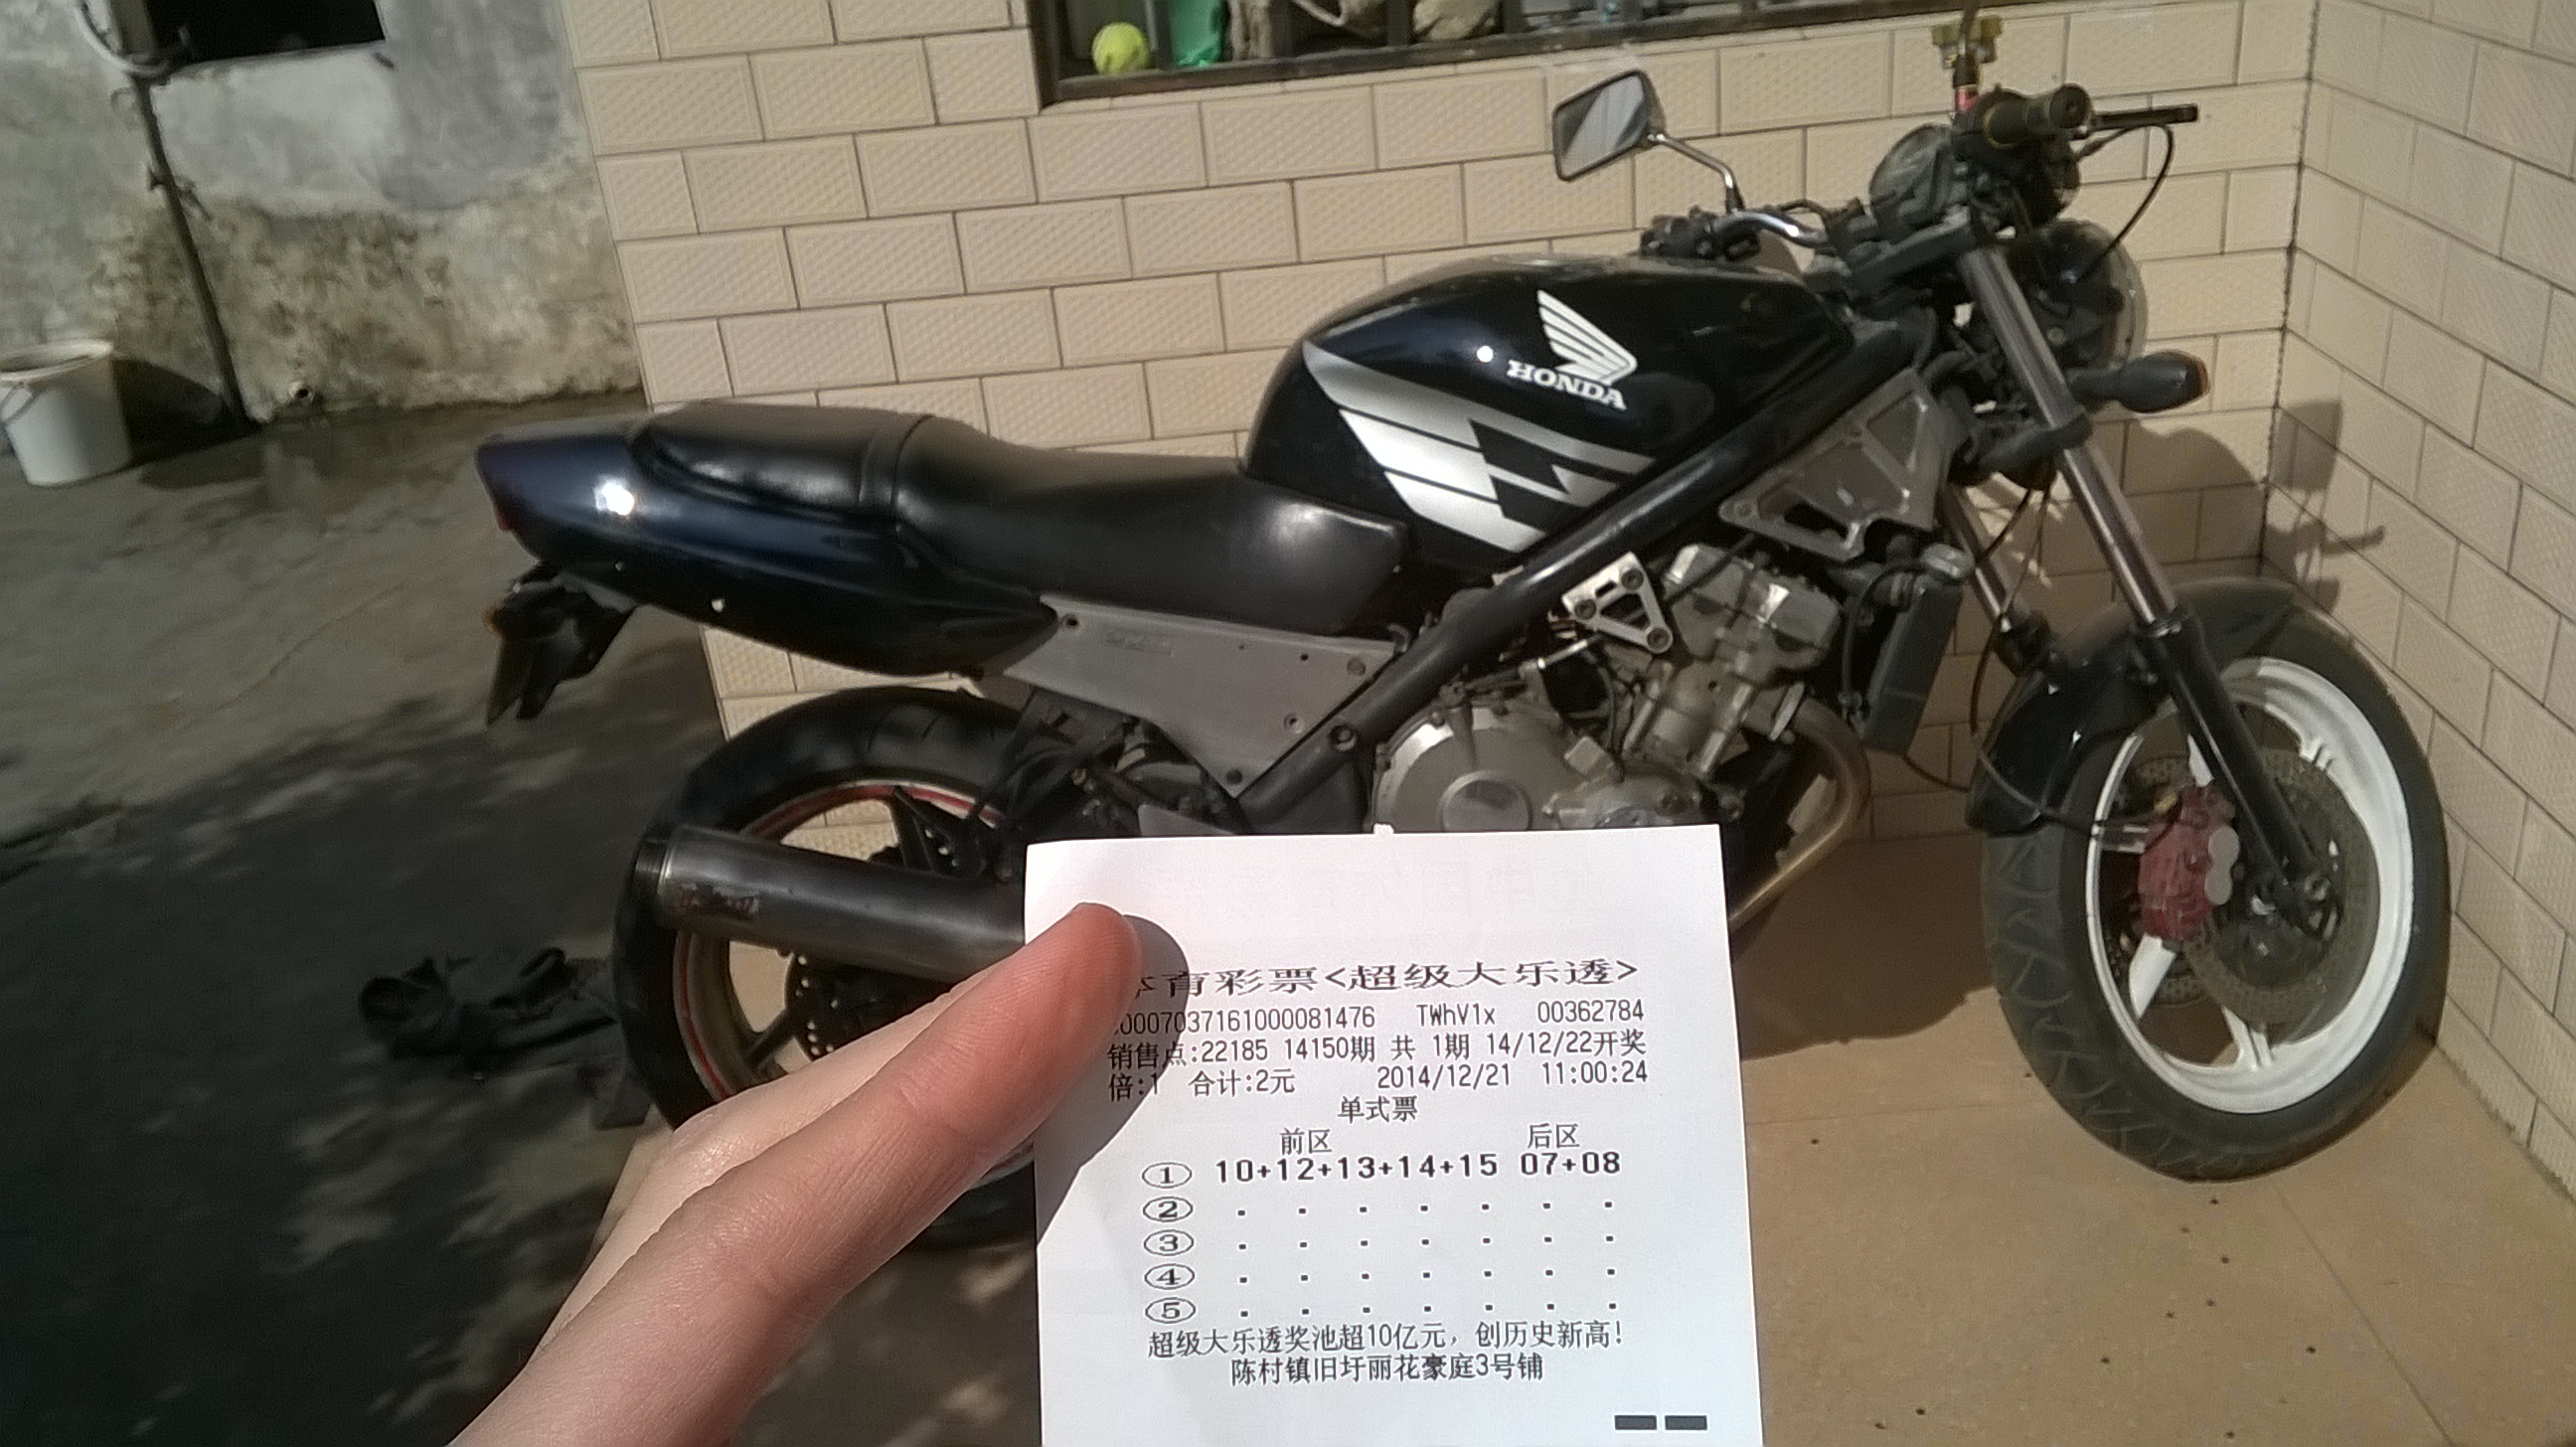 HONDA
体育彩票<超级大乐透>
0007037161000081476 TWhV1x 00362784
销售点:22185 14150期 共 1期 14/12/22开奖
倍:1 合计:2元 2014/12/21 11:00:24
单式票
前区 后区
① 10+12+13+14+15 07+08
② · · · · · · ·
③ · · · · · · ·
④ · · · · · · ·
⑤ · · · · · · ·
超级大乐透奖池超10亿元，创历史新高!
陈村镇旧圩丽花豪庭3号铺